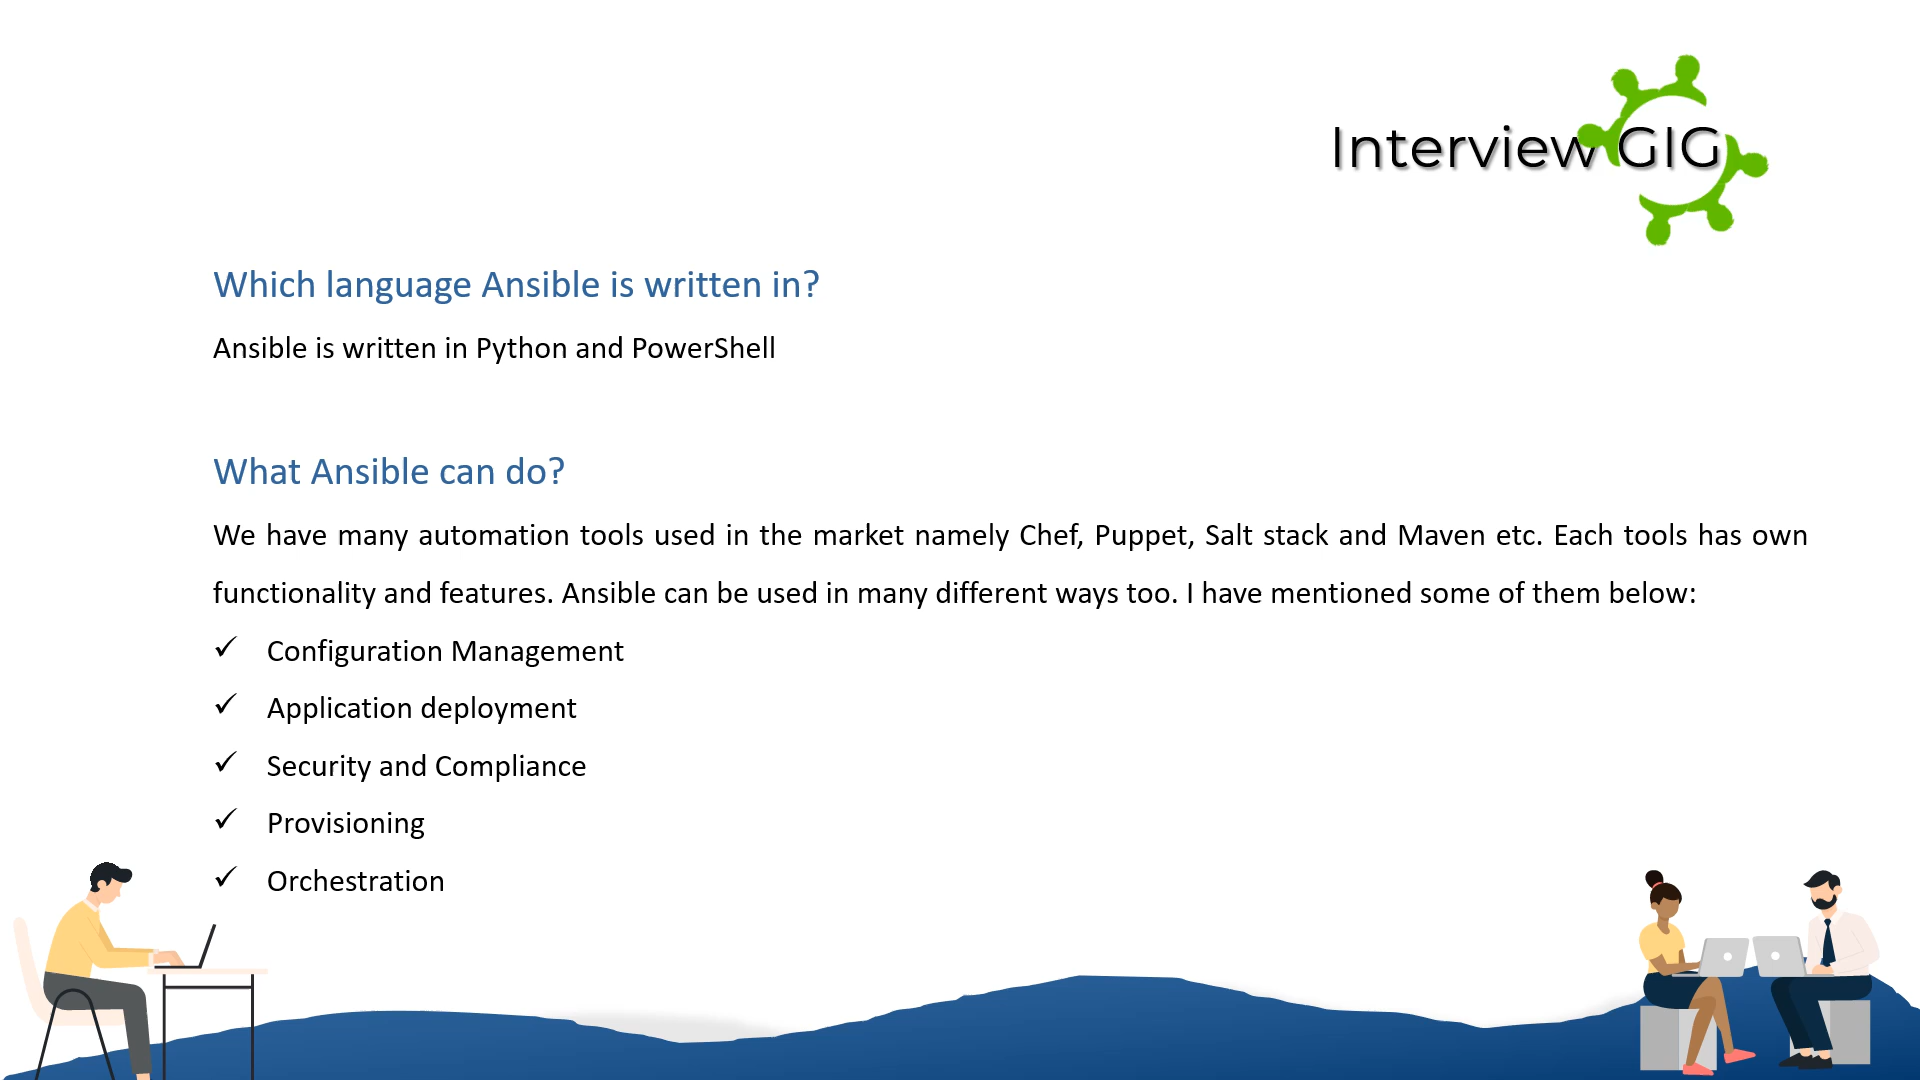 Interview GIG
Which language Ansible is written in?
Ansible is written in Python and PowerShell
What Ansible can do?
We have many automation tools used in the market namely Chef, Puppet, Salt stack and Maven etc. Each tools has own
functionality and features. Ansible can be used in many different ways too. I have mentioned some of them below:
✓ Configuration Management
✓ Application deployment
✓ Security and Compliance
✓ Provisioning
✓ Orchestration